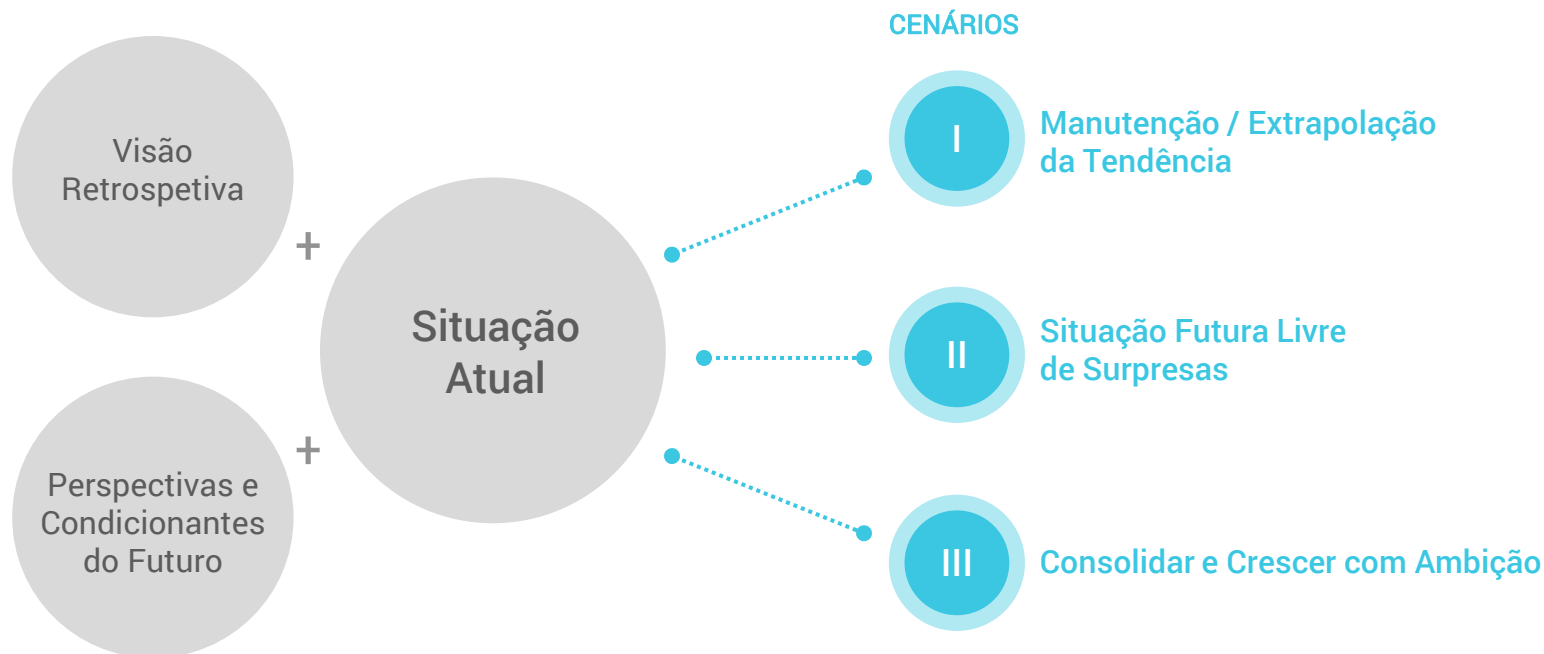 Visão
Retrospetiva
+
Situação
Atual
+
Perspectivas e
Condicionantes
do Futuro
CENÁRIOS
I
Manutenção / Extrapolação
da Tendência
II
Situação Futura Livre
de Surpresas
III
Consolidar e Crescer com Ambição